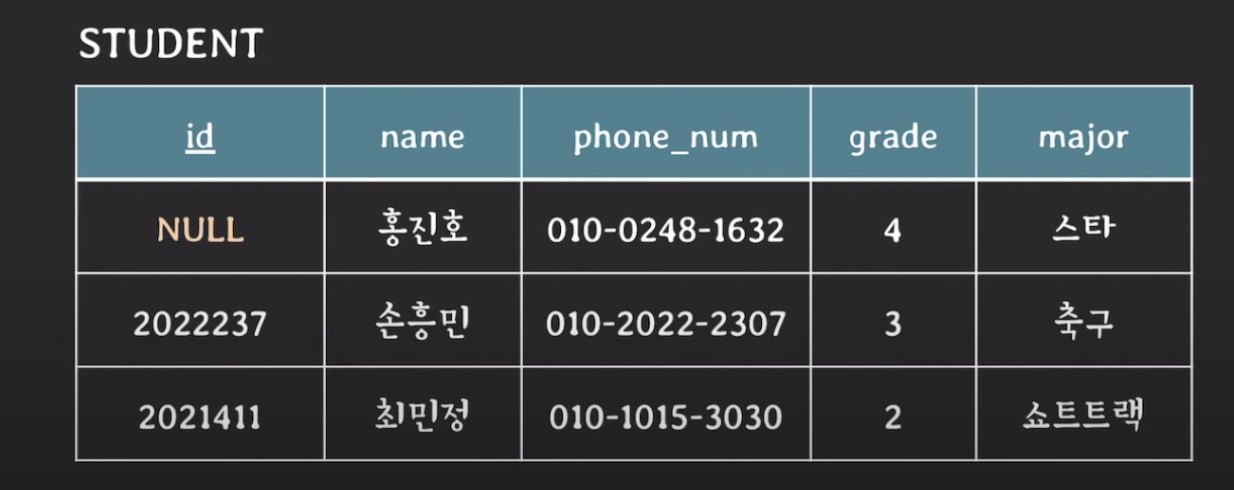 STUDENT
id name phone_num grade major
NULL 홍진호 010-0248-1632 4 스타
2022237 손흥민 010-2022-2307 3 축구
2021411 최민정 010-1015-3030 2 쇼트트랙